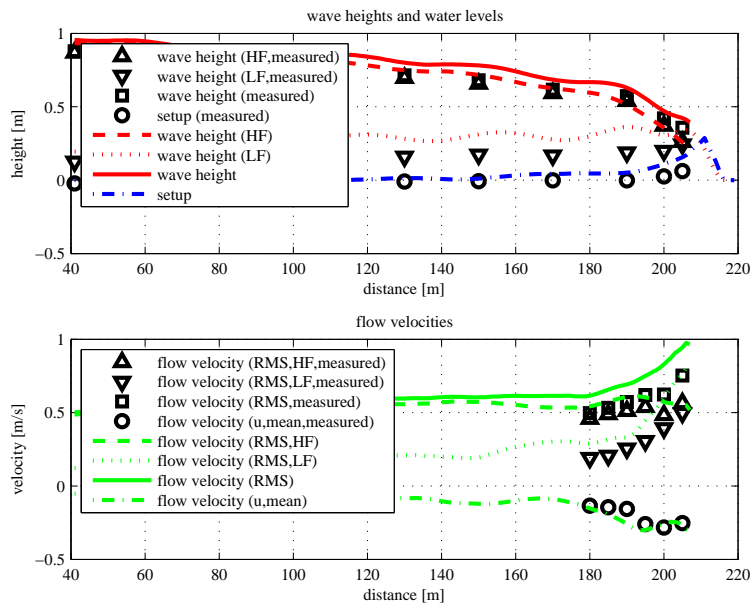 wave heights and water levels
1
0.5
0
−0.5
height [m]
wave height (HF,measured)
wave height (LF,measured)
wave height (measured)
setup (measured)
wave height (HF)
wave height (LF)
wave height
setup
40 60 80 100 120 140 160 180 200 220
distance [m]
flow velocities
1
0.5
0
−0.5
velocity [m/s]
flow velocity (RMS,HF,measured)
flow velocity (RMS,LF,measured)
flow velocity (RMS,measured)
flow velocity (u,mean,measured)
flow velocity (RMS,HF)
flow velocity (RMS,LF)
flow velocity (RMS)
flow velocity (u,mean)
40 60 80 100 120 140 160 180 200 220
distance [m]